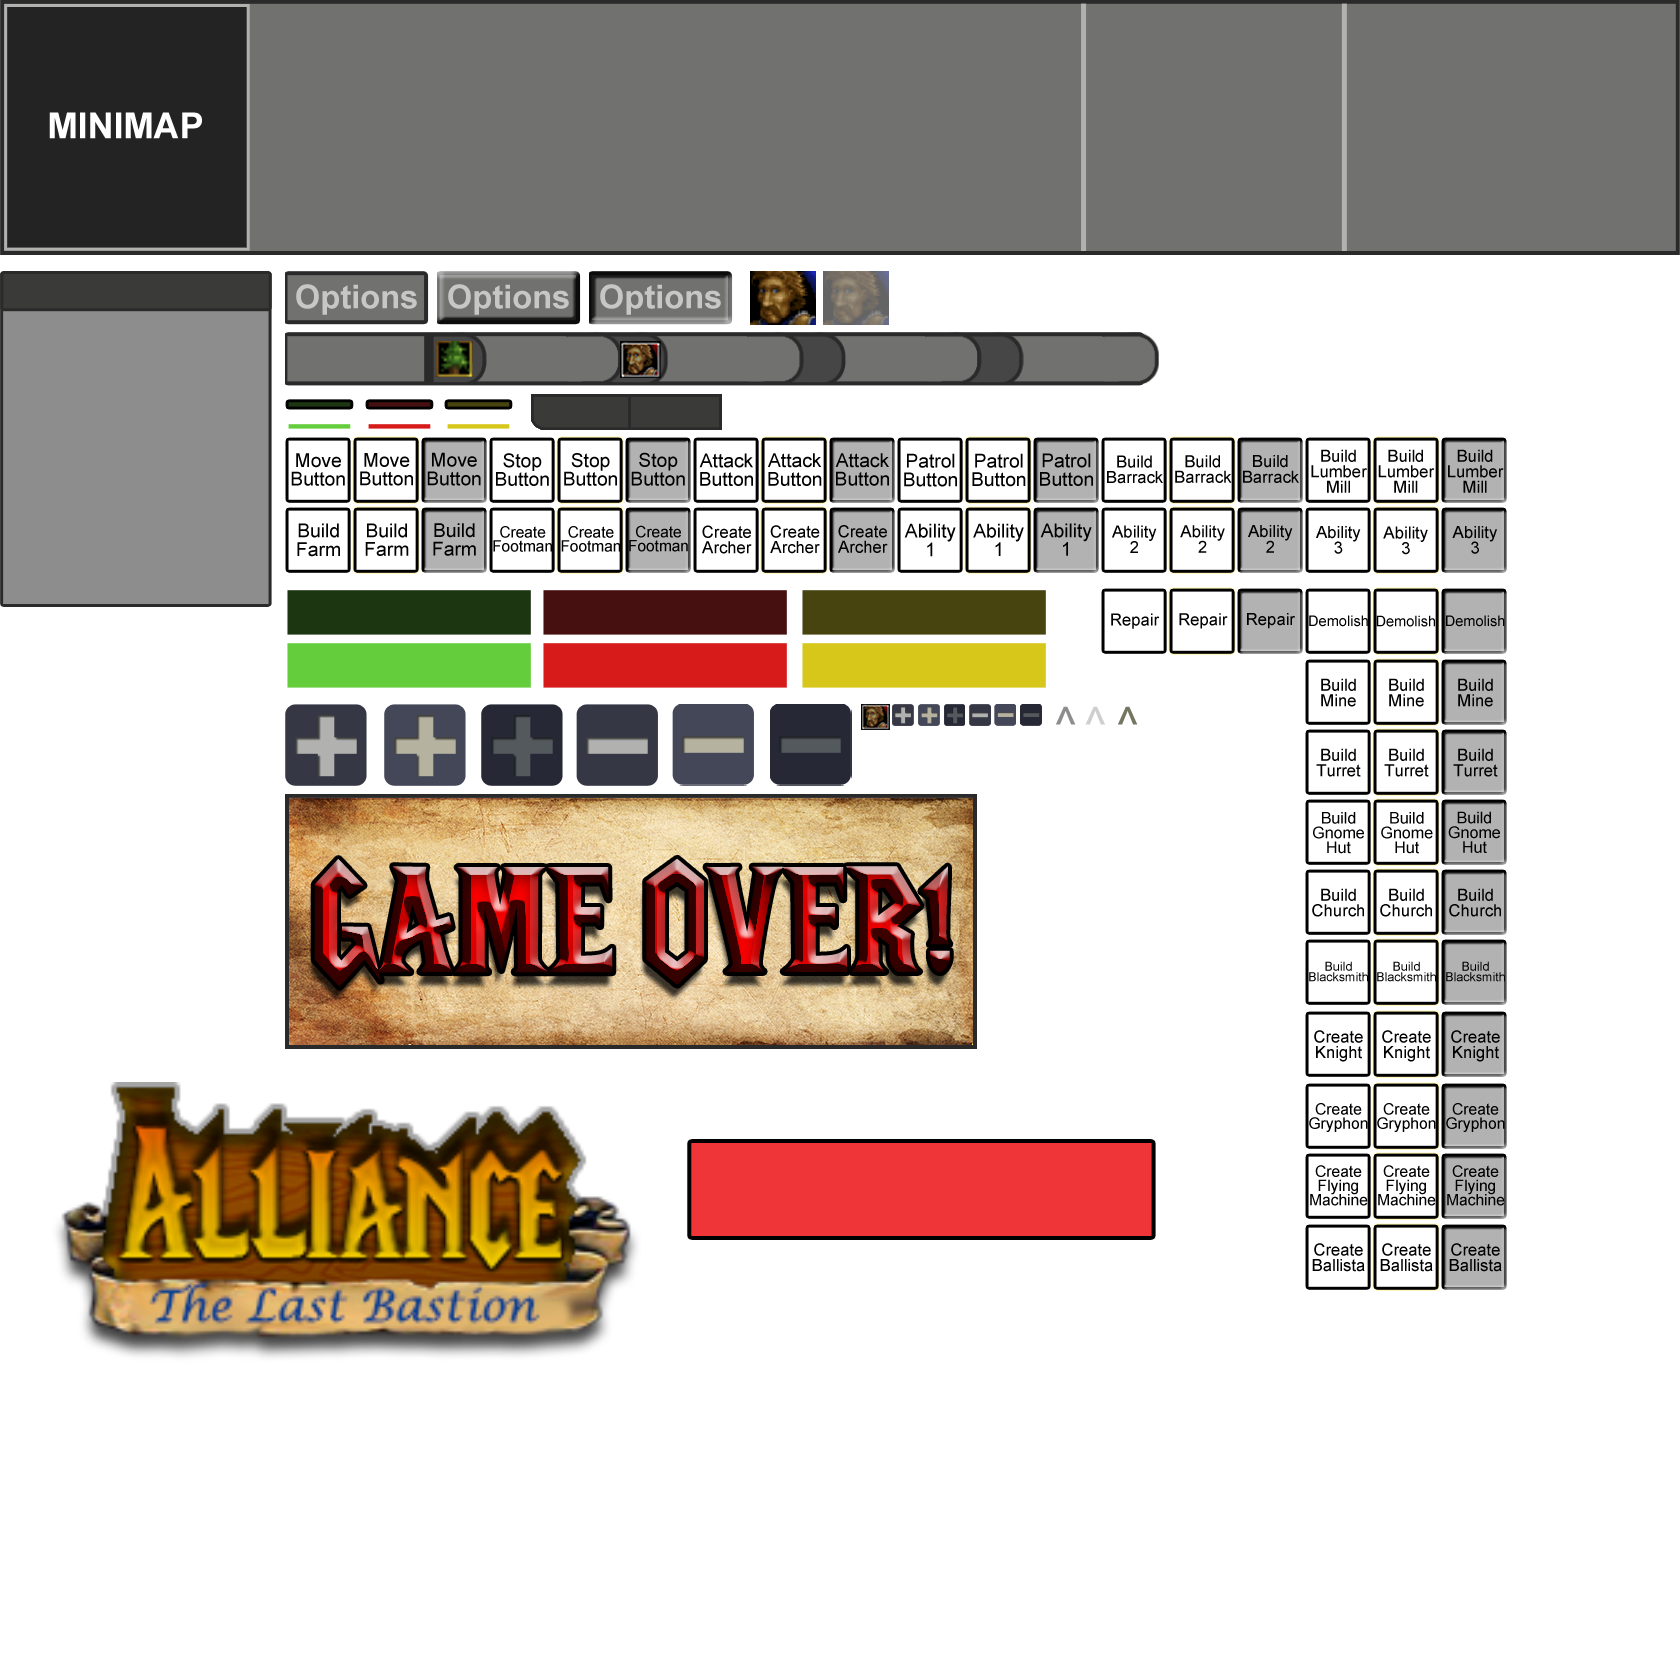 MINIMAP
Options Options Options
Move Button Move Button Move Button Stop Button Stop Button Stop Button Attack Button Attack Button Attack Button Patrol Button Patrol Button Patrol Button Build Barrack Build Barrack Build Barrack Build Lumber Mill Build Lumber Mill Build Lumber Mill
Build Farm Build Farm Build Farm Create Footman Create Footman Create Footman Create Archer Create Archer Create Archer Ability 1 Ability 1 Ability 1 Ability 2 Ability 2 Ability 2 Ability 3 Ability 3 Ability 3
Repair Repair Repair Demolish Demolish Demolish
Build Mine Build Mine Build Mine
Build Turret Build Turret Build Turret
Build Gnome Hut Build Gnome Hut Build Gnome Hut
Build Church Build Church Build Church
Build Blacksmith Build Blacksmith Build Blacksmith
Create Knight Create Knight Create Knight
Create Gryphon Create Gryphon Create Gryphon
Create Flying Machine Create Flying Machine Create Flying Machine
Create Ballista Create Ballista Create Ballista
GAME OVER!
ALLIANCE
The Last Bastion